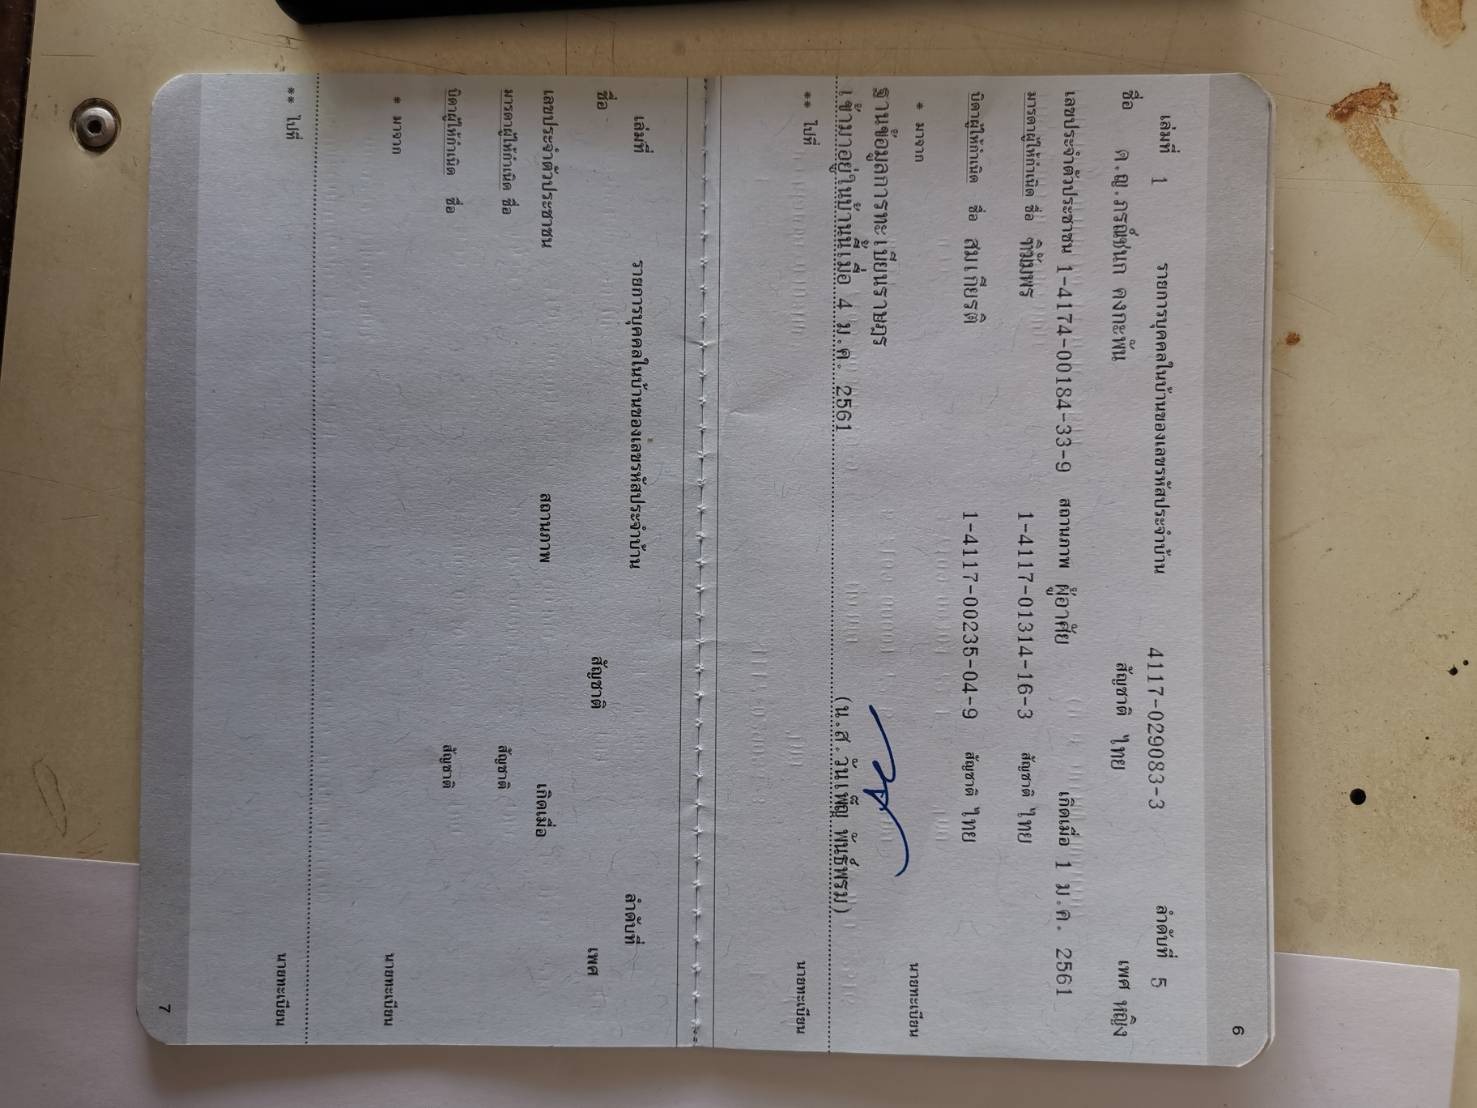 6
เล่มที่ 1 รายการบุคคลในบ้านของเลขรหัสประจำบ้าน 4117-029083-3 ลำดับที่ 5
ชื่อ ด.ญ.ภรณ์ชนก คงกะพัน สัญชาติ ไทย เพศ หญิง
เลขประจำตัวประชาชน 1-4174-00184-33-9 สถานภาพ ผู้อาศัย เกิดเมื่อ 1 ม.ค. 2561
มารดาผู้ให้กำเนิด ชื่อ ทิฆัมพร 1-4117-01314-16-3 สัญชาติ ไทย
บิดาผู้ให้กำเนิด ชื่อ สมเกียรติ 1-4117-00235-04-9 สัญชาติ ไทย
* มาจาก นายทะเบียน
ฐานข้อมูลการทะเบียนราษฎร
เข้ามาอยู่ในบ้านนี้เมื่อ 4 ม.ค. 2561 (น.ส.วันเพ็ญ พันธ์พรม)
** ไปที่ นายทะเบียน
เล่มที่ รายการบุคคลในบ้านของเลขรหัสประจำบ้าน ลำดับที่
ชื่อ สัญชาติ เพศ
เลขประจำตัวประชาชน สถานภาพ เกิดเมื่อ
มารดาผู้ให้กำเนิด ชื่อ สัญชาติ
บิดาผู้ให้กำเนิด ชื่อ สัญชาติ
* มาจาก นายทะเบียน
** ไปที่ นายทะเบียน
7